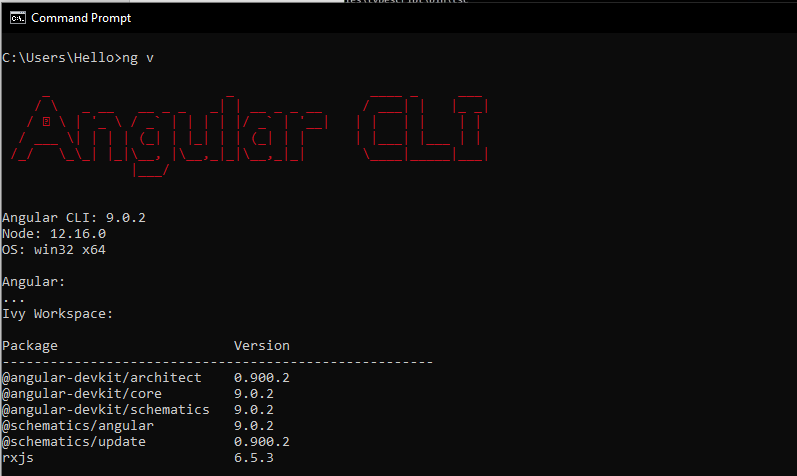 Command Prompt
C:\Users\Hello>ng v
Angular CLI
Angular CLI: 9.0.2
Node: 12.16.0
OS: win32 x64
Angular:
...
Ivy Workspace:
Package Version
------------------------------------------------------
@angular-devkit/architect 0.900.2
@angular-devkit/core 9.0.2
@angular-devkit/schematics 9.0.2
@schematics/angular 9.0.2
@schematics/update 0.900.2
rxjs 6.5.3